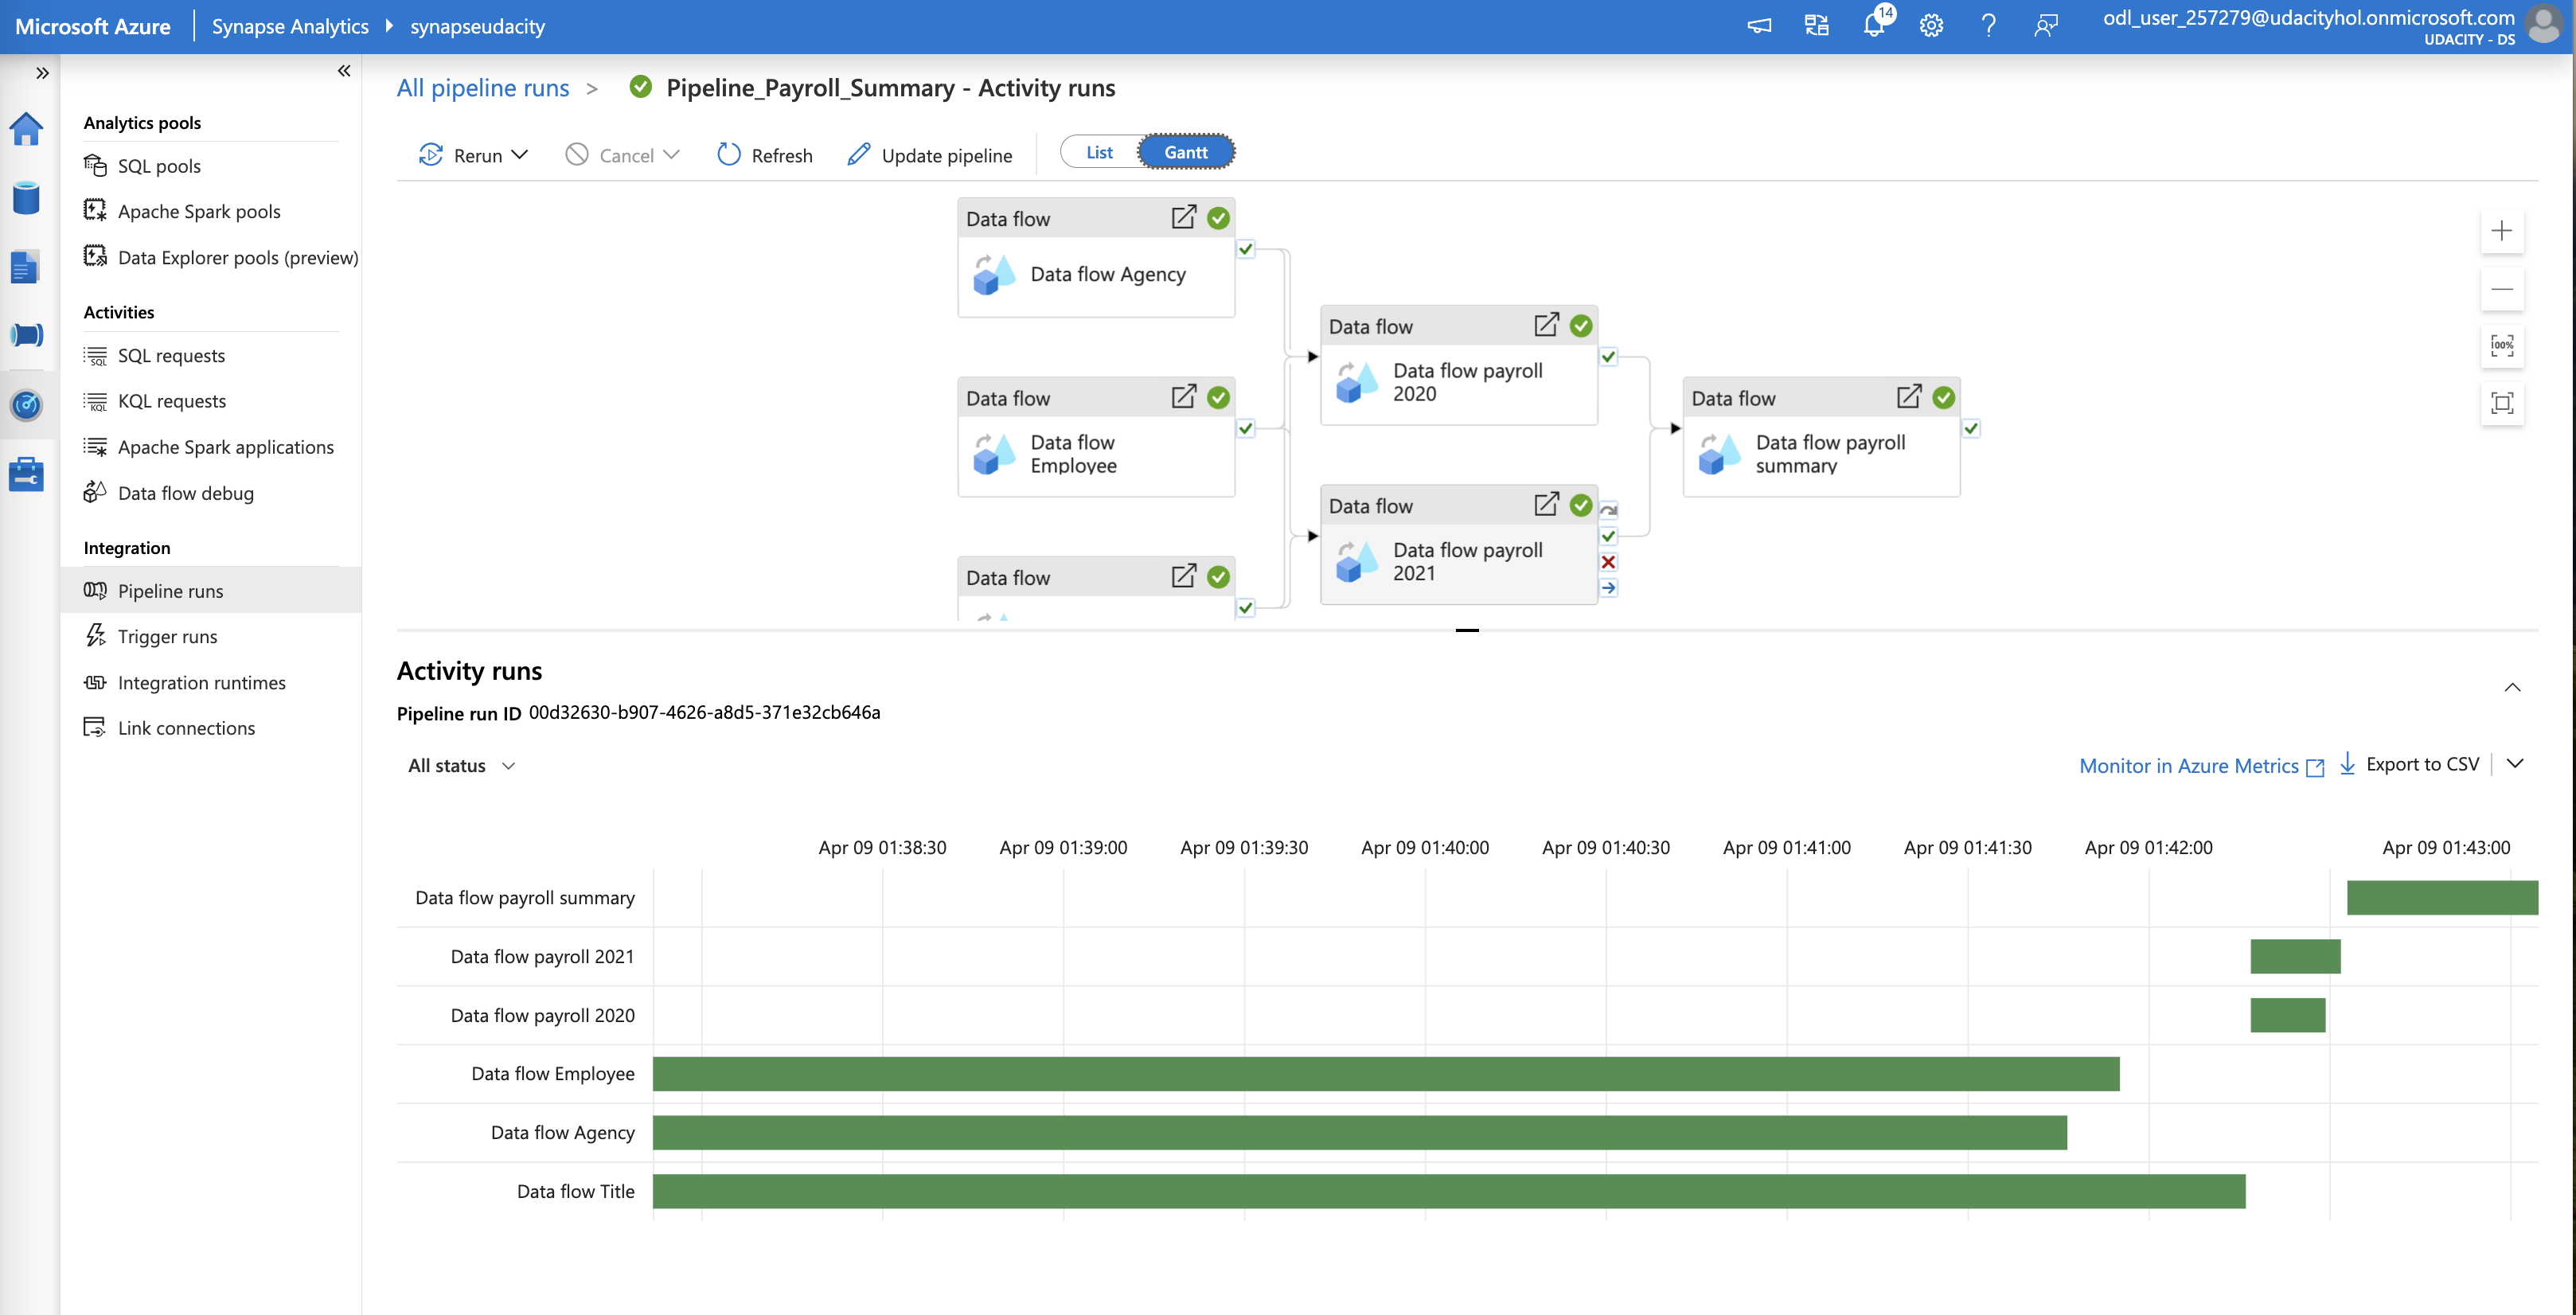 Microsoft Azure
Synapse Analytics
synapseudacity
14
odl_user_257279@udacityhol.onmicrosoft.com
UDACITY - DS
Analytics pools
SQL pools
Apache Spark pools
Data Explorer pools (preview)
Activities
SQL
SQL requests
KQL
KQL requests
Apache Spark applications
Data flow debug
Integration
Pipeline runs
Trigger runs
Integration runtimes
Link connections
All pipeline runs > Pipeline_Payroll_Summary - Activity runs
Rerun
Cancel
Refresh
Update pipeline
List
Gantt
Data flow
Data flow Agency
Data flow
Data flow
Employee
Data flow
Data flow
Data flow payroll
2020
Data flow
Data flow payroll
2021
Data flow
Data flow payroll
summary
100%
Activity runs
Pipeline run ID 00d32630-b907-4626-a8d5-371e32cb646a
All status
Monitor in Azure Metrics
Export to CSV
Apr 09 01:38:30
Apr 09 01:39:00
Apr 09 01:39:30
Apr 09 01:40:00
Apr 09 01:40:30
Apr 09 01:41:00
Apr 09 01:41:30
Apr 09 01:42:00
Apr 09 01:43:00
Data flow payroll summary
Data flow payroll 2021
Data flow payroll 2020
Data flow Employee
Data flow Agency
Data flow Title